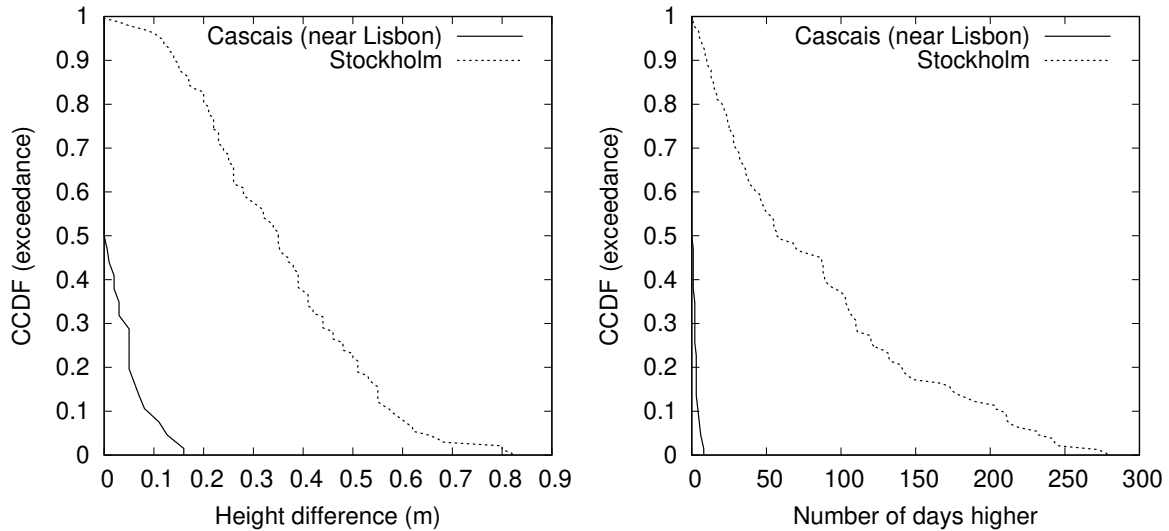 1
0.9
0.8
0.7
0.6
0.5
0.4
0.3
0.2
0.1
0
CCDF (exceedance)
Cascais (near Lisbon)
Stockholm
0 0.1 0.2 0.3 0.4 0.5 0.6 0.7 0.8 0.9
Height difference (m)
1
0.9
0.8
0.7
0.6
0.5
0.4
0.3
0.2
0.1
0
CCDF (exceedance)
Cascais (near Lisbon)
Stockholm
0 50 100 150 200 250 300
Number of days higher